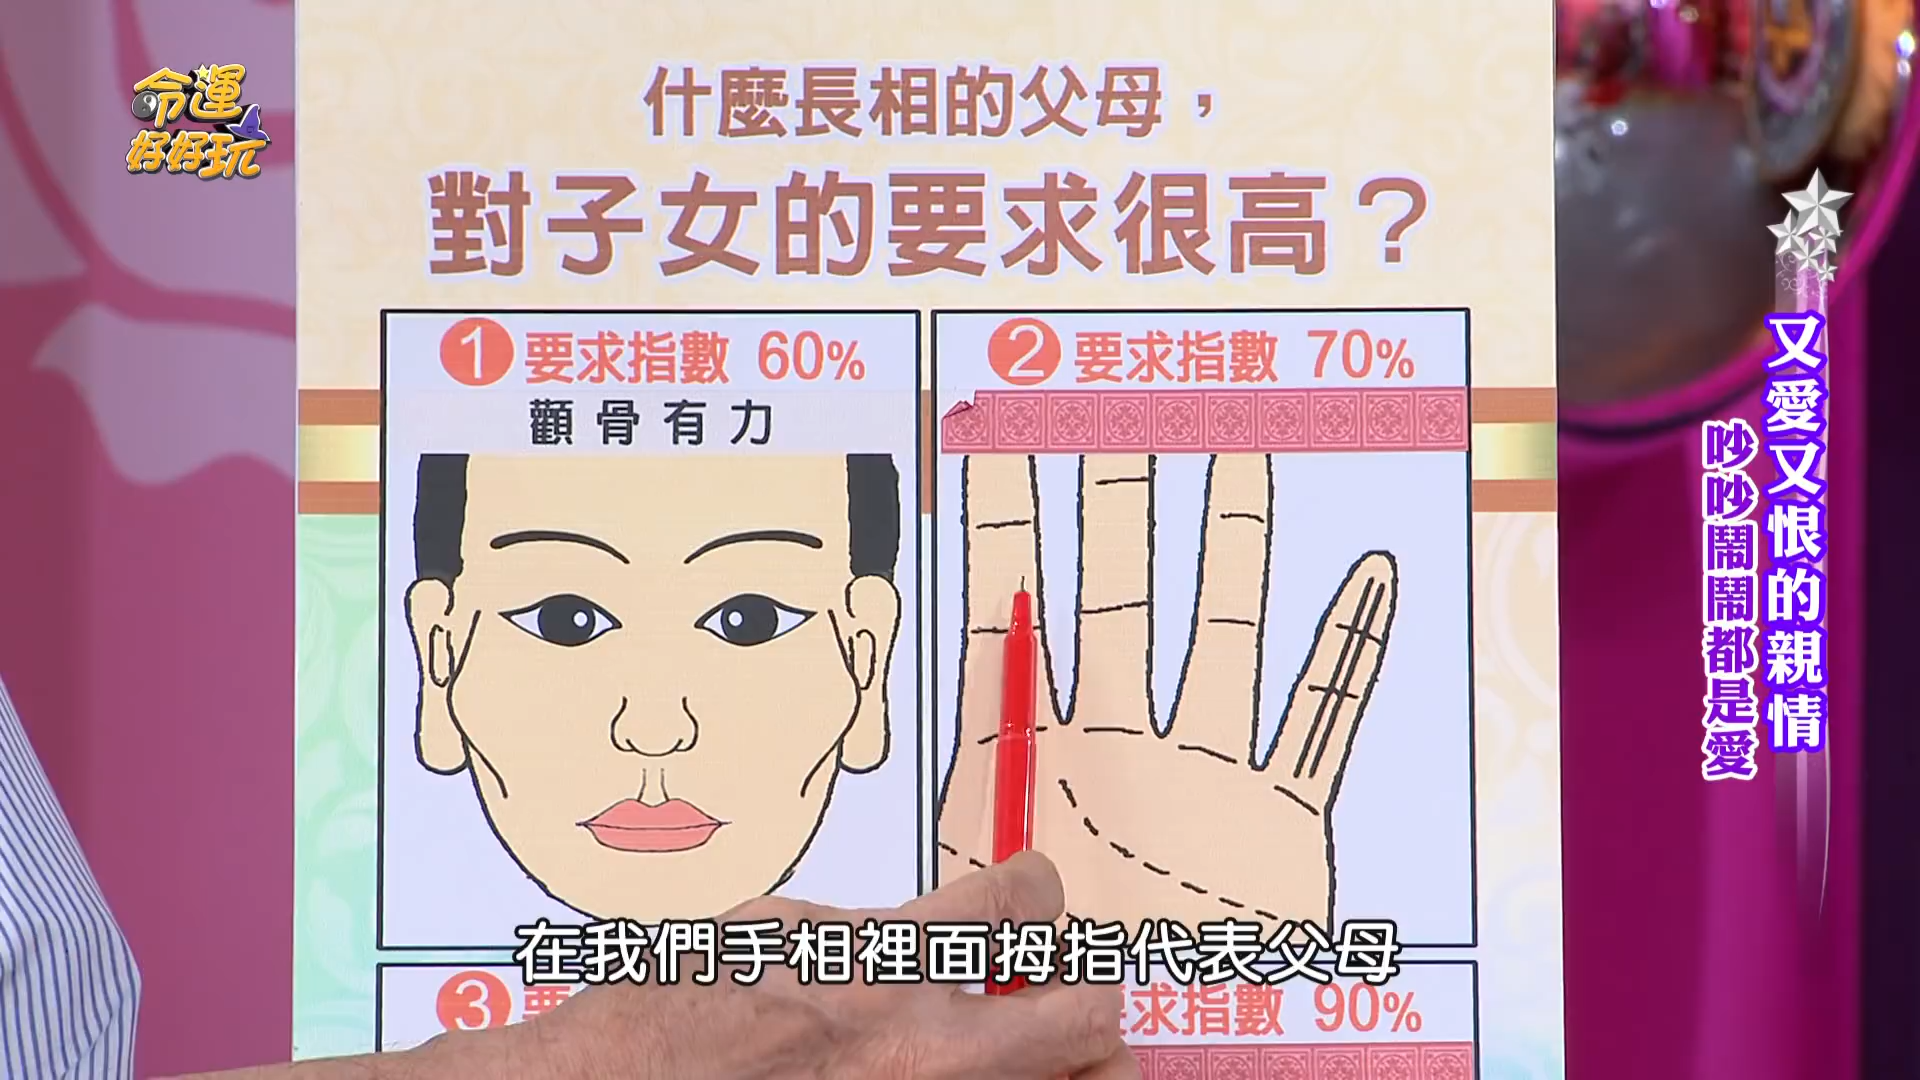 命運
好好玩
什麼長相的父母，
對子女的要求很高？
1 要求指數 60%
顴骨有力
2 要求指數 70%
又愛又恨的親情
吵吵鬧鬧都是愛
3 要
要求指數 90%
在我們手相裡面拇指代表父母